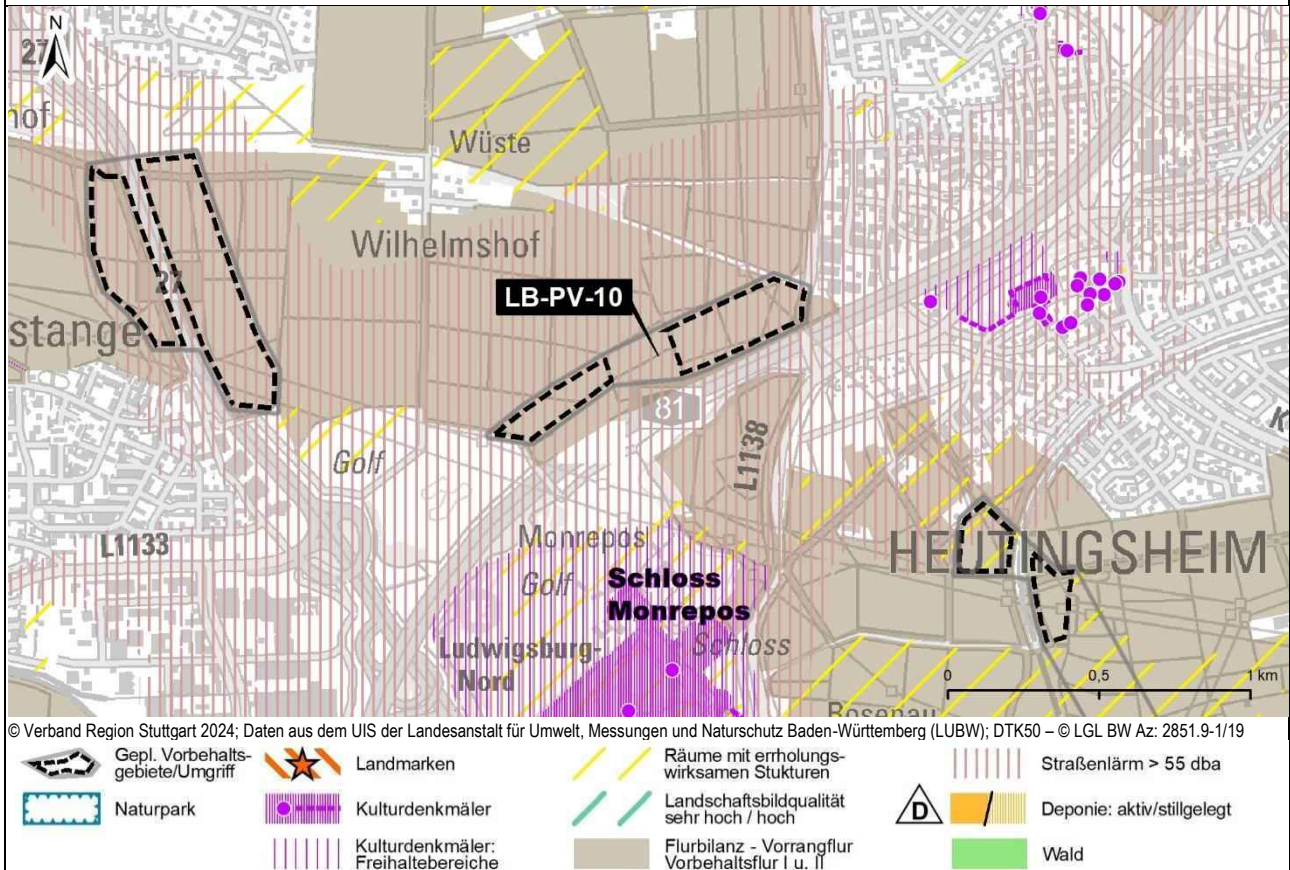 N
27
hof
Wüste
Wilhelmshof
LB-PV-10
27
stange
81
Golf
L1138
L1133
HEUTINGSHEIM
Monrepos
Golf
Schloss
Monrepos
Schloss
Ludwigsburg-
Nord
K
0 0,5 1 km
Rosenau
© Verband Region Stuttgart 2024; Daten aus dem UIS der Landesanstalt für Umwelt, Messungen und Naturschutz Baden-Württemberg (LUBW); DTK50 – © LGL BW Az: 2851.9-1/19
Gepl. Vorbehalts-
gebiete/Umgriff
Landmarken
Räume mit errholungs-
wirksamen Stukturen
Straßenlärm > 55 dba
Naturpark
Kulturdenkmäler
Landschaftsbildqualität
sehr hoch / hoch
D
Deponie: aktiv/stillgelegt
Kulturdenkmäler:
Freihaltebereiche
Flurbilanz - Vorrangflur
Vorbehaltsflur I u. II
Wald